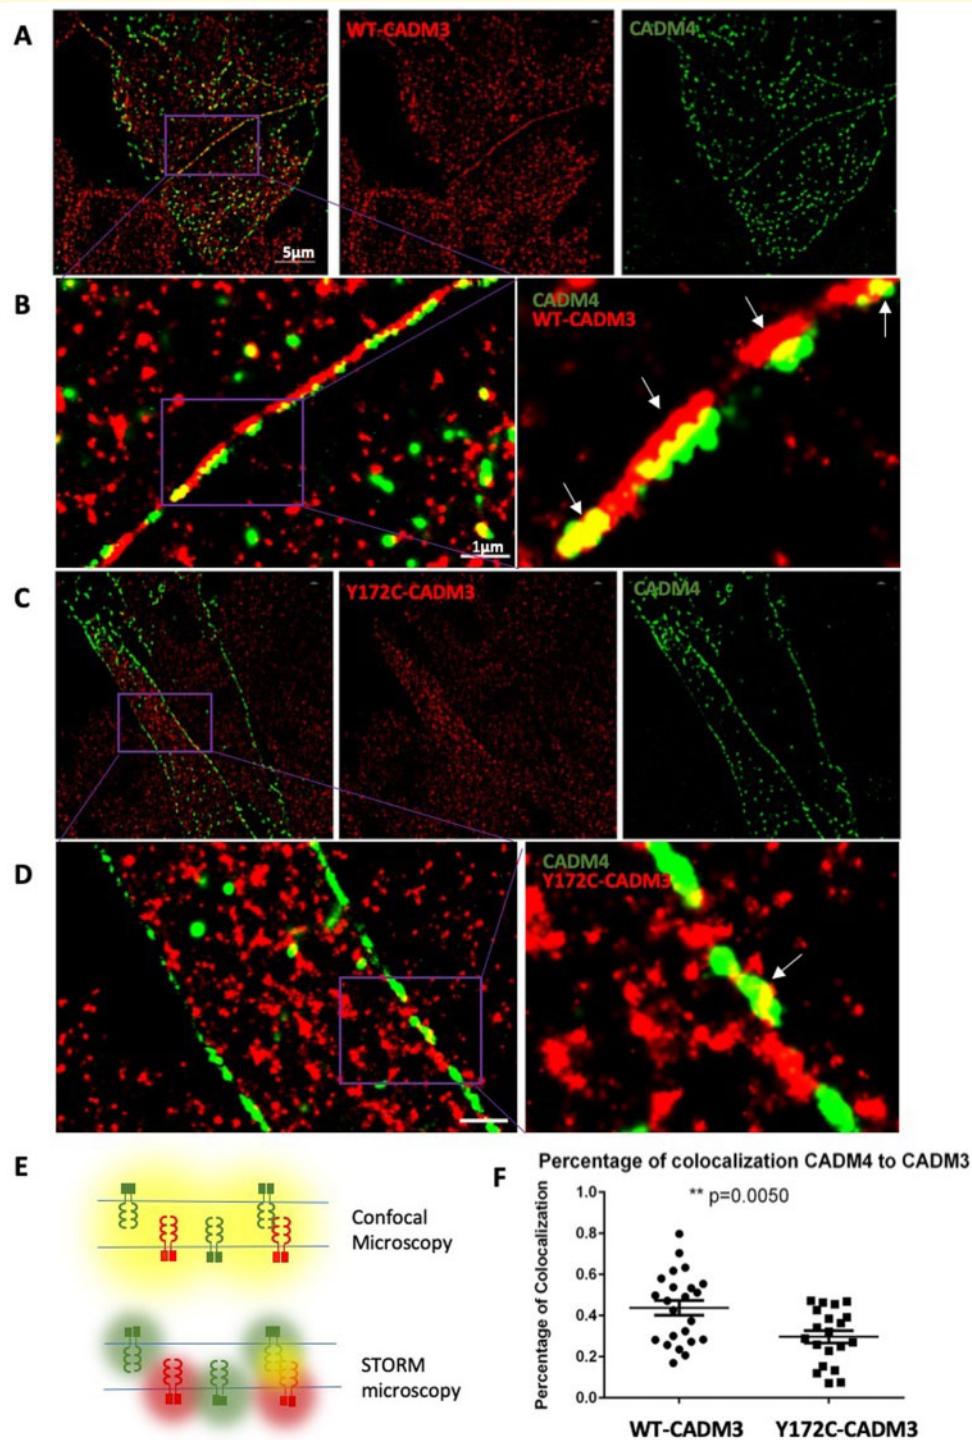 A
WT-CADM3
CADM4
5µm
B
CADM4
WT-CADM3
1µm
C
Y172C-CADM3
CADM4
D
CADM4
Y172C-CADM3
E
Confocal
Microscopy
STORM
microscopy
F
Percentage of colocalization CADM4 to CADM3
** p=0.0050
Percentage of Colocalization
1.0
0.8
0.6
0.4
0.2
0.0
WT-CADM3
Y172C-CADM3